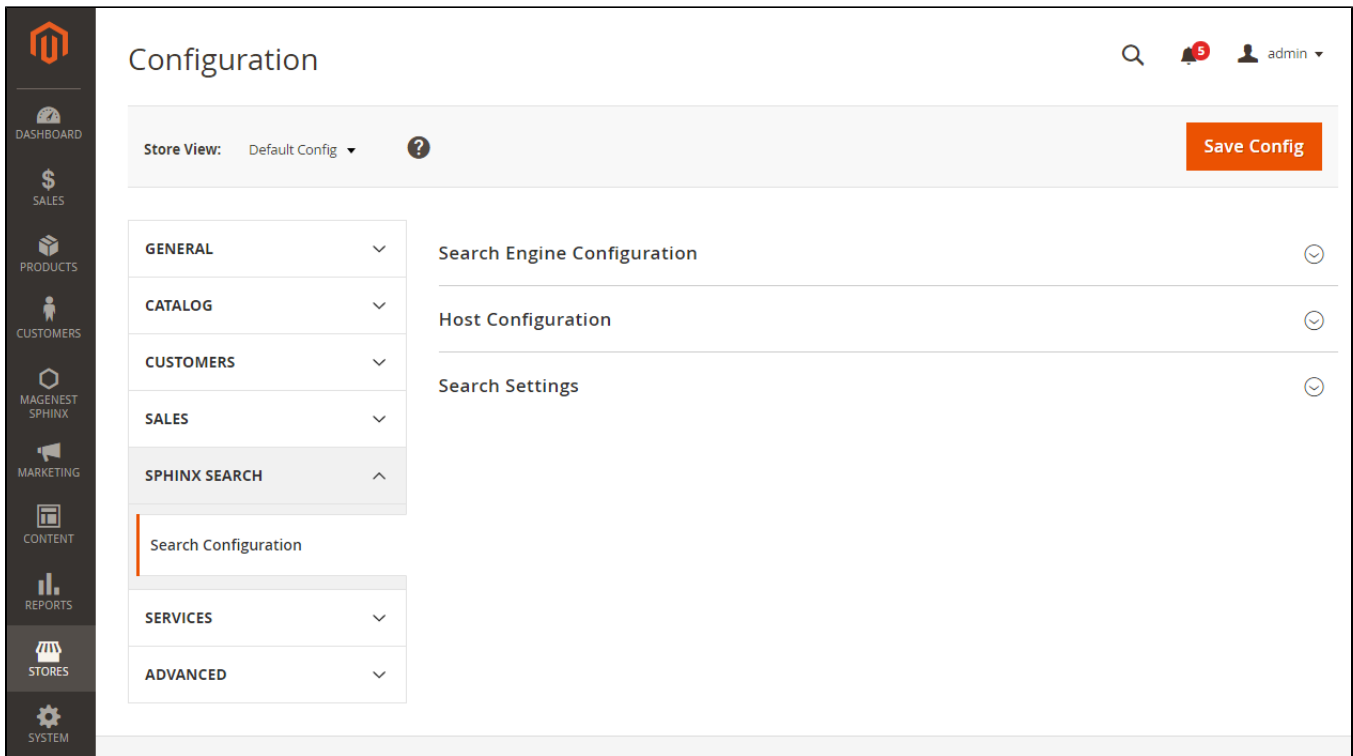 Configuration
5
admin
DASHBOARD
SALES
PRODUCTS
CUSTOMERS
MAGENEST
SPHINX
MARKETING
CONTENT
REPORTS
STORES
SYSTEM
Store View: Default Config ?
Save Config
GENERAL
CATALOG
CUSTOMERS
SALES
SPHINX SEARCH
Search Configuration
SERVICES
ADVANCED
Search Engine Configuration
Host Configuration
Search Settings